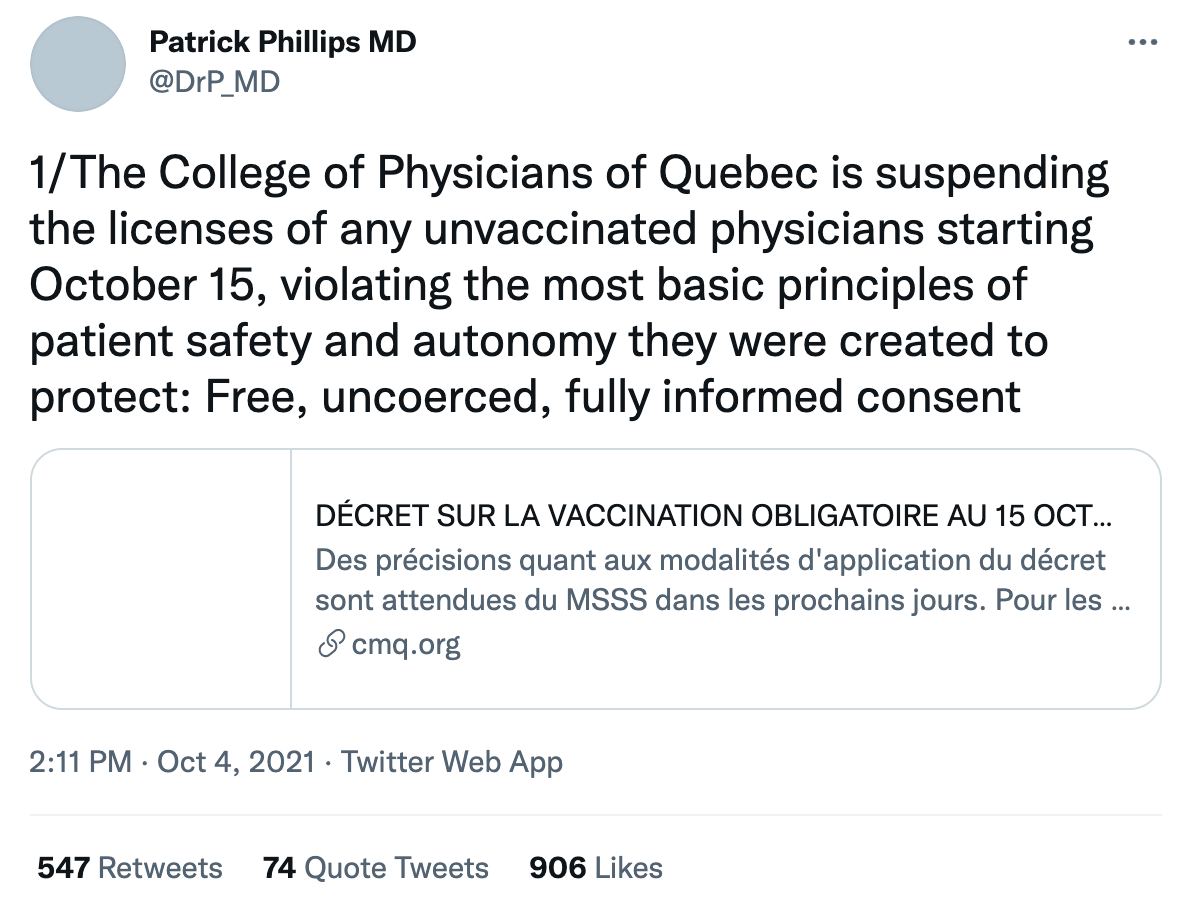 Patrick Phillips MD
@DrP_MD
1/The College of Physicians of Quebec is suspending
the licenses of any unvaccinated physicians starting
October 15, violating the most basic principles of
patient safety and autonomy they were created to
protect: Free, uncoerced, fully informed consent
DÉCRET SUR LA VACCINATION OBLIGATOIRE AU 15 OCT...
Des précisions quant aux modalités d'application du décret
sont attendues du MSSS dans les prochains jours. Pour les ...
cmq.org
2:11 PM · Oct 4, 2021 · Twitter Web App
547 Retweets 74 Quote Tweets 906 Likes